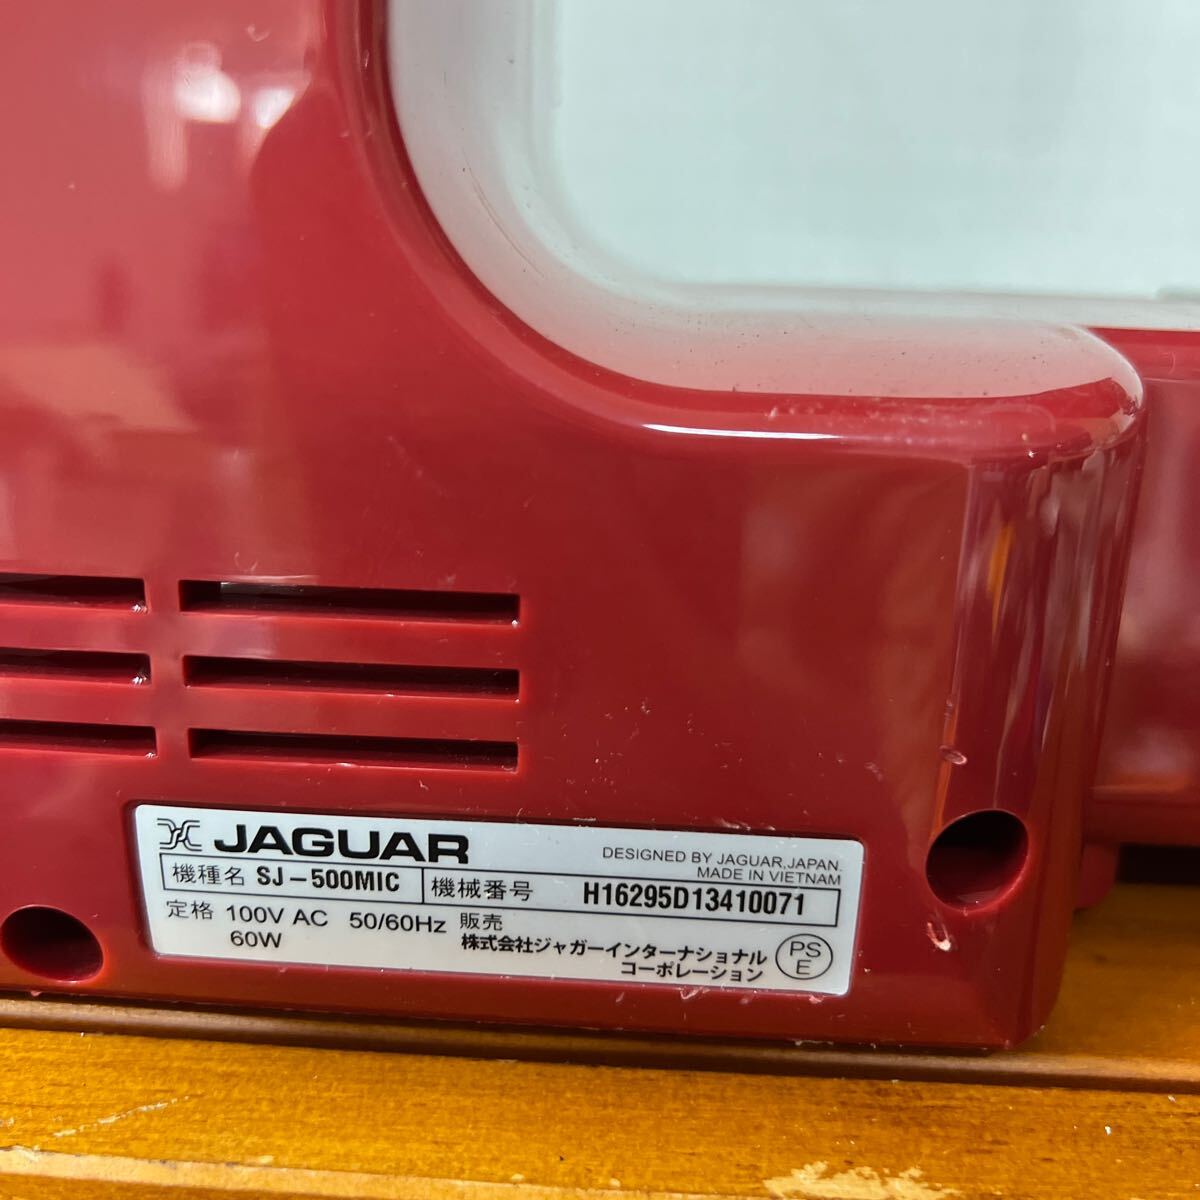 JAGUAR
DESIGNED BY JAGUAR,JAPAN.
MADE IN VIETNAM
機種名 SJ-500MIC 機械番号 H16295D13410071
定格 100V AC 50/60Hz 販売
60W 株式会社ジャガーインターナショナル
コーポレーション
PS
E